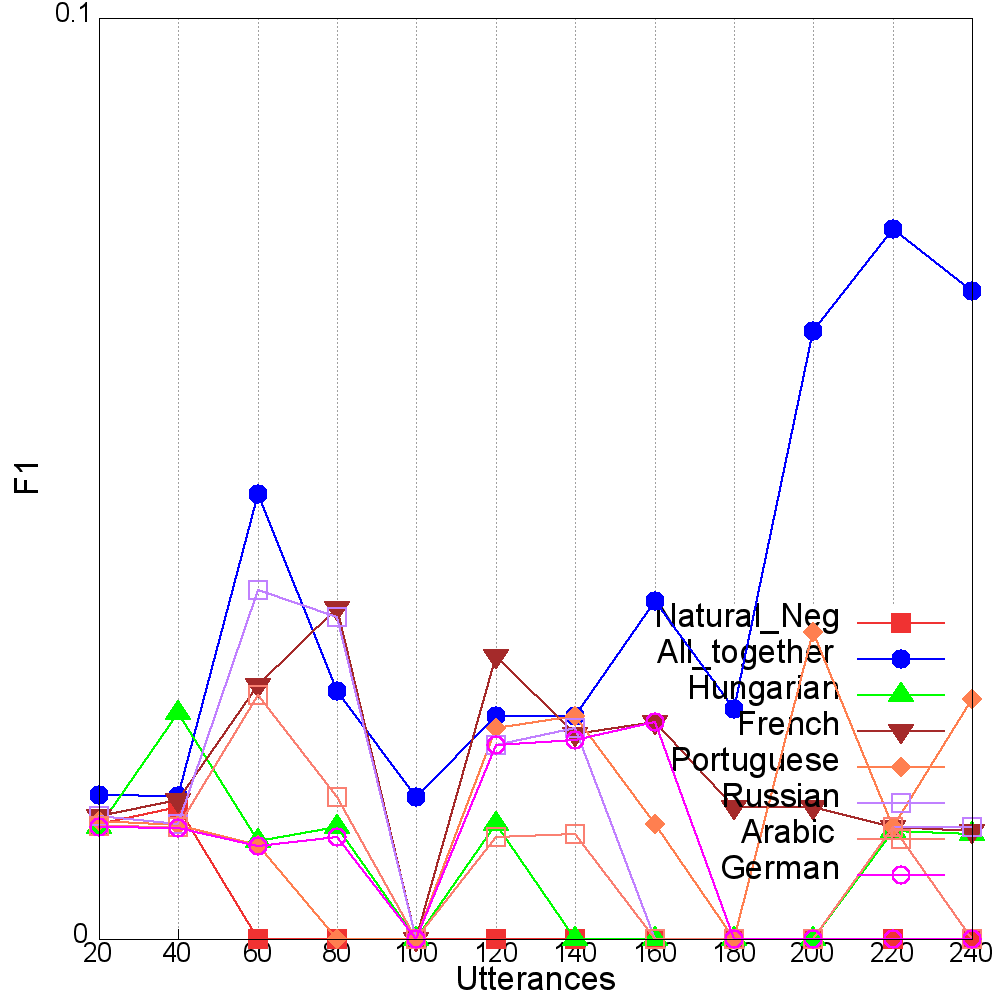 0.1
F1
Natural_Neg
All_together
Hungarian
French
Portuguese
Russian
Arabic
German
0
20 40 60 80 100 120 140 160 180 200 220 240
Utterances